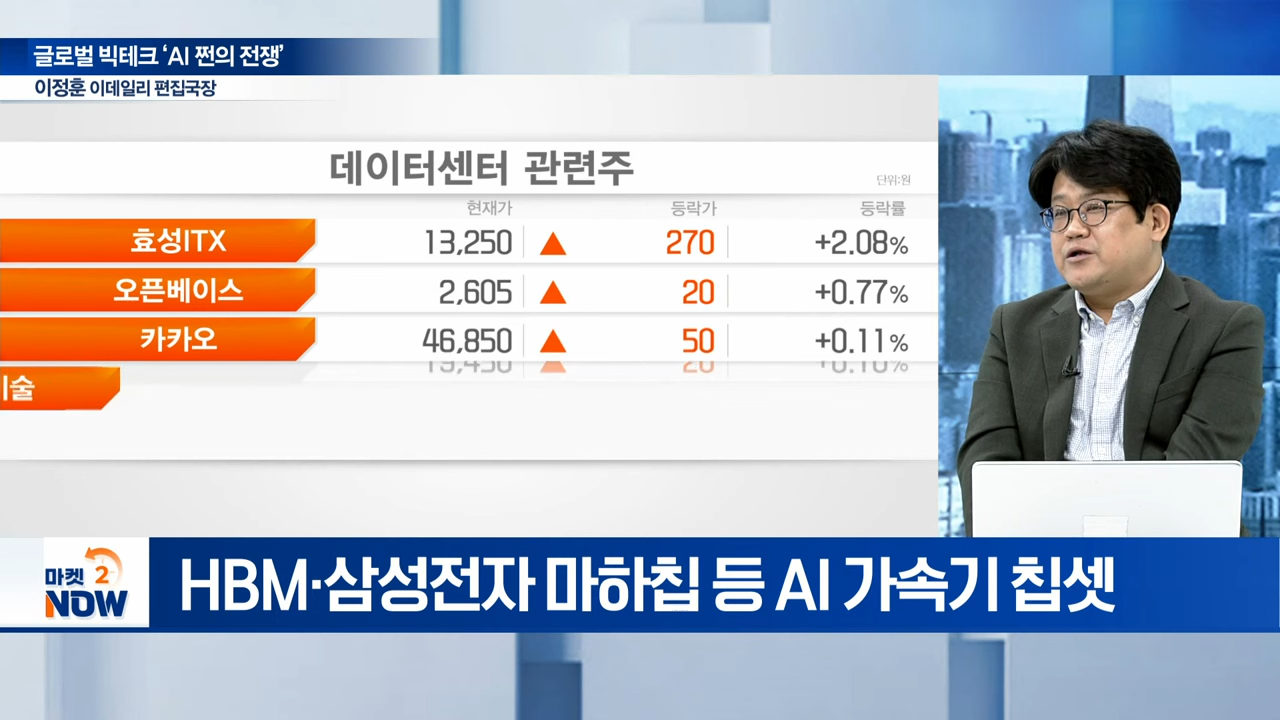 글로벌 빅테크 ‘AI 쩐의 전쟁’
이정훈 이데일리 편집국장
데이터센터 관련주
단위:원
현재가 등락가 등락률
효성ITX 13,250 ▲ 270 +2.08%
오픈베이스 2,605 ▲ 20 +0.77%
카카오 46,850 ▲ 50 +0.11%
술
마켓 2
NOW
HBM·삼성전자 마하칩 등 AI 가속기 칩셋